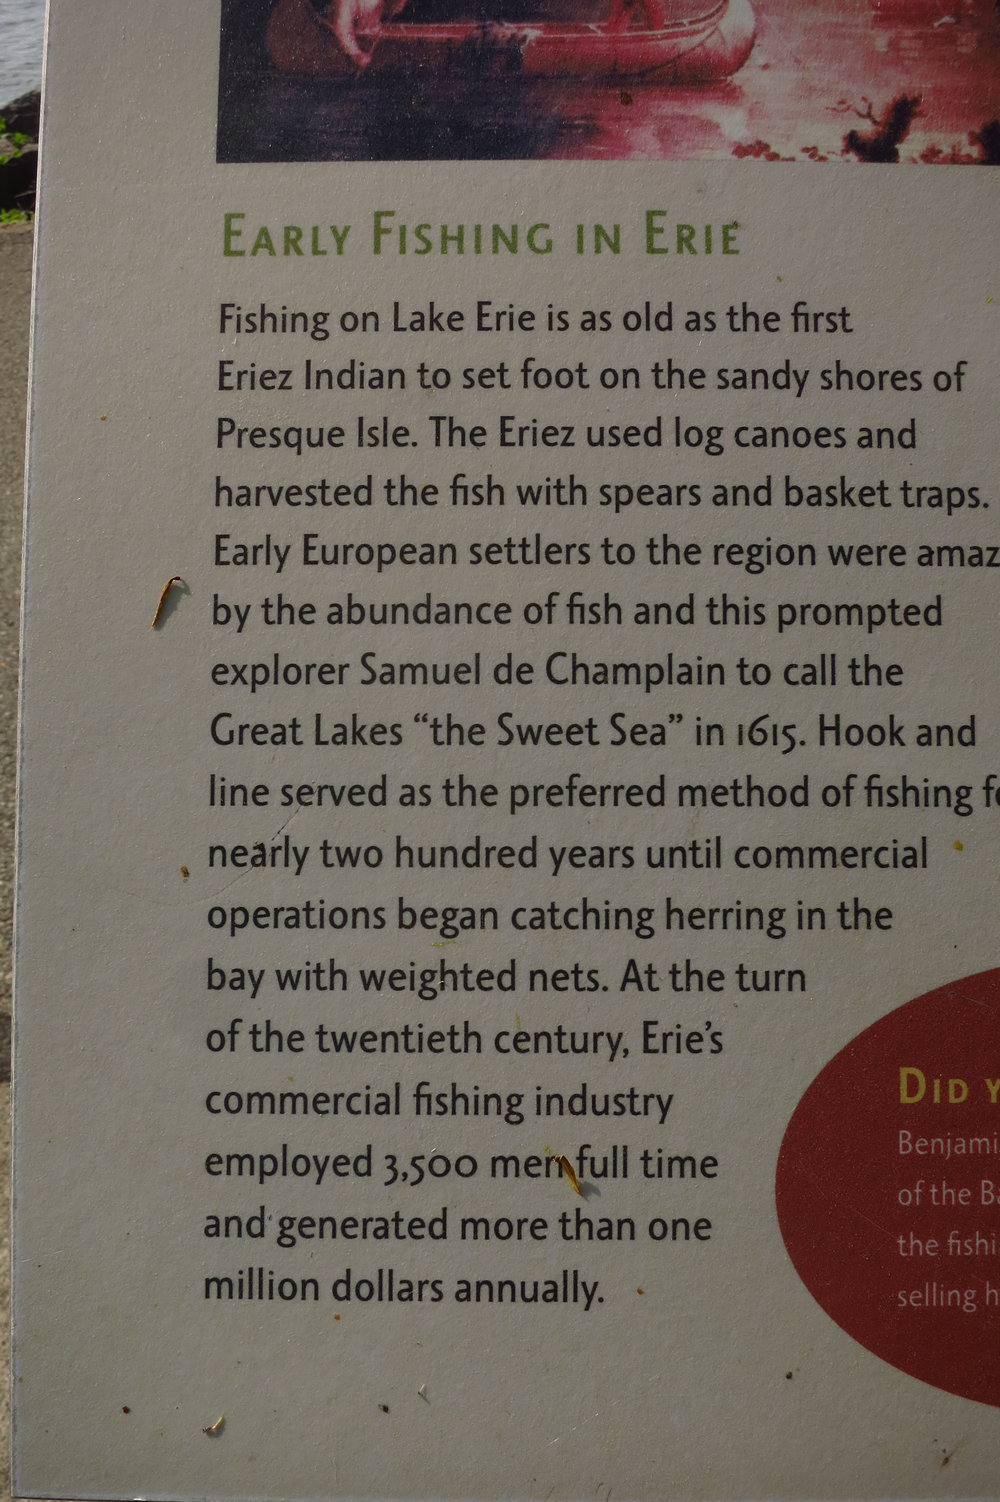 Early Fishing in Erie
Fishing on Lake Erie is as old as the first
Eriez Indian to set foot on the sandy shores of
Presque Isle. The Eriez used log canoes and
harvested the fish with spears and basket traps.
Early European settlers to the region were amaz
by the abundance of fish and this prompted
explorer Samuel de Champlain to call the
Great Lakes “the Sweet Sea” in 1615. Hook and
line served as the preferred method of fishing fo
nearly two hundred years until commercial
operations began catching herring in the
bay with weighted nets. At the turn
of the twentieth century, Erie’s
commercial fishing industry
employed 3,500 men full time
and generated more than one
million dollars annually.
Did Y
Benjami
of the Ba
the fishi
selling h